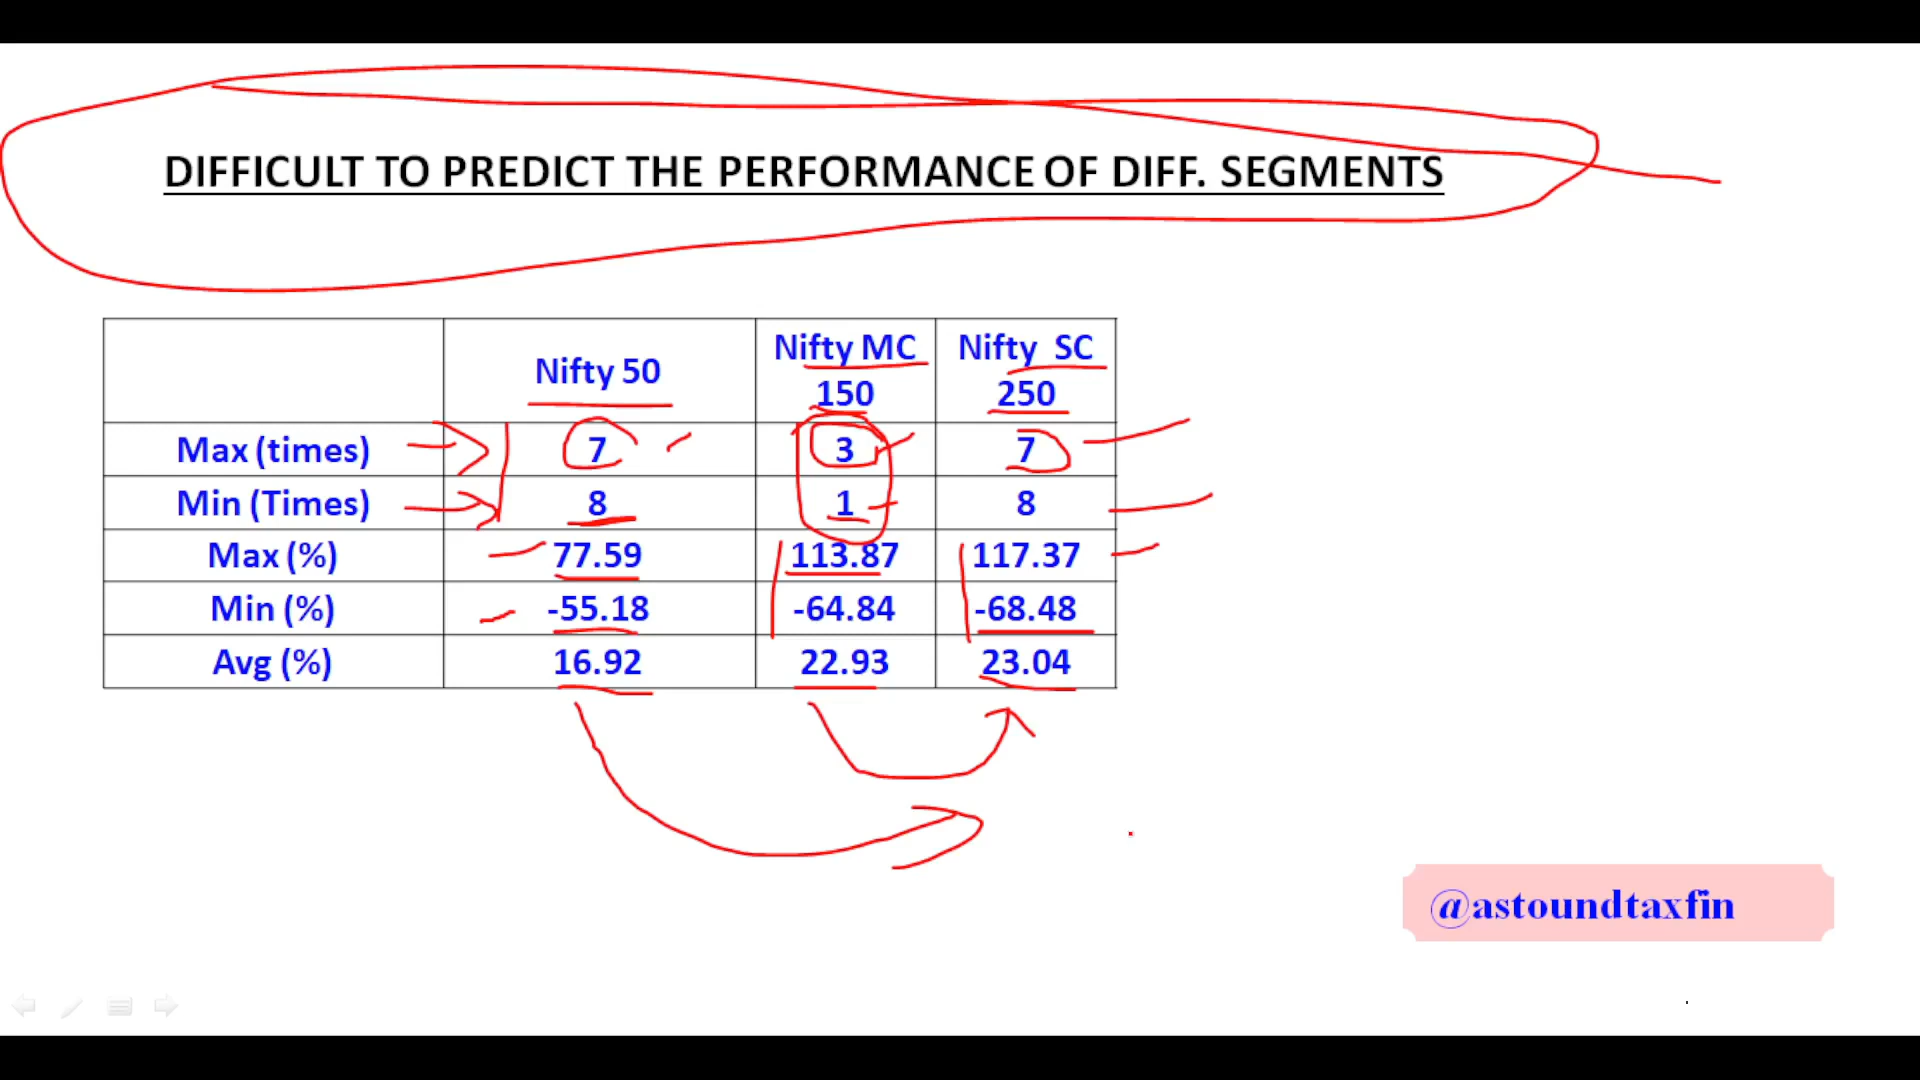 DIFFICULT TO PREDICT THE PERFORMANCE OF DIFF. SEGMENTS
Nifty 50 Nifty MC 150 Nifty SC 250
Max (times) 7 3 7
Min (Times) 8 1 8
Max (%) 77.59 113.87 117.37
Min (%) -55.18 -64.84 -68.48
Avg (%) 16.92 22.93 23.04
@astoundtaxfin